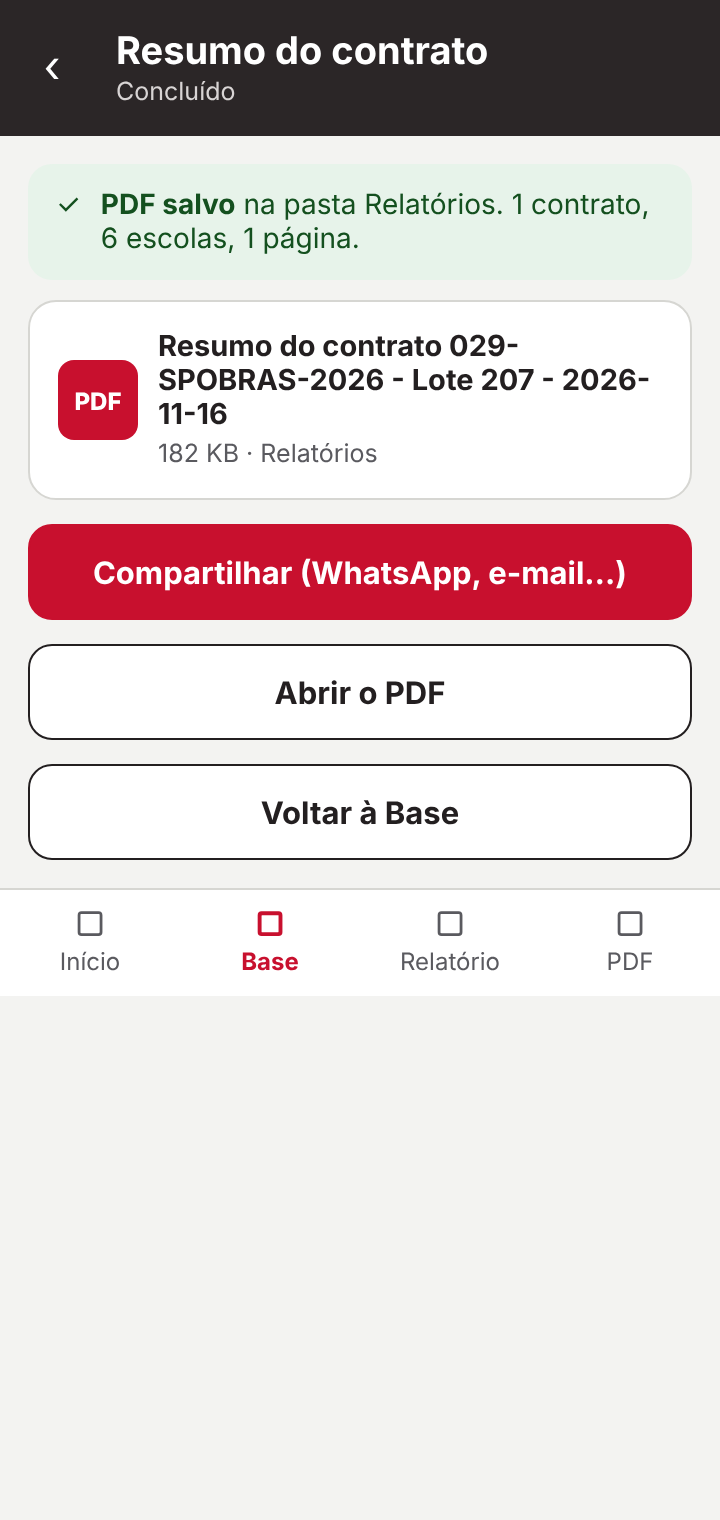 ‹
Resumo do contrato
Concluído
✓ PDF salvo na pasta Relatórios. 1 contrato,
6 escolas, 1 página.
PDF
Resumo do contrato 029-
SPOBRAS-2026 - Lote 207 - 2026-
11-16
182 KB · Relatórios
Compartilhar (WhatsApp, e-mail...)
Abrir o PDF
Voltar à Base
Início
Base
Relatório
PDF